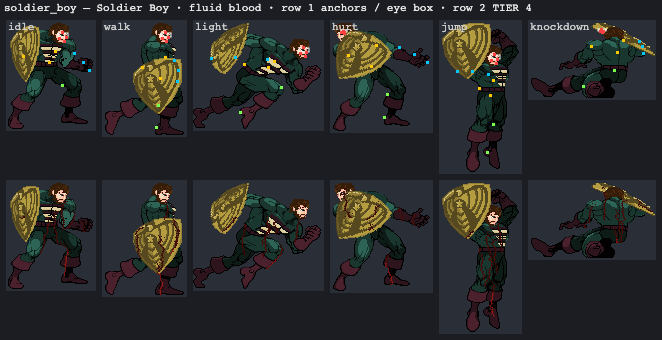 soldier_boy — Soldier Boy · fluid blood · row 1 anchors / eye box · row 2 TIER 4
idle walk light hurt jump knockdown